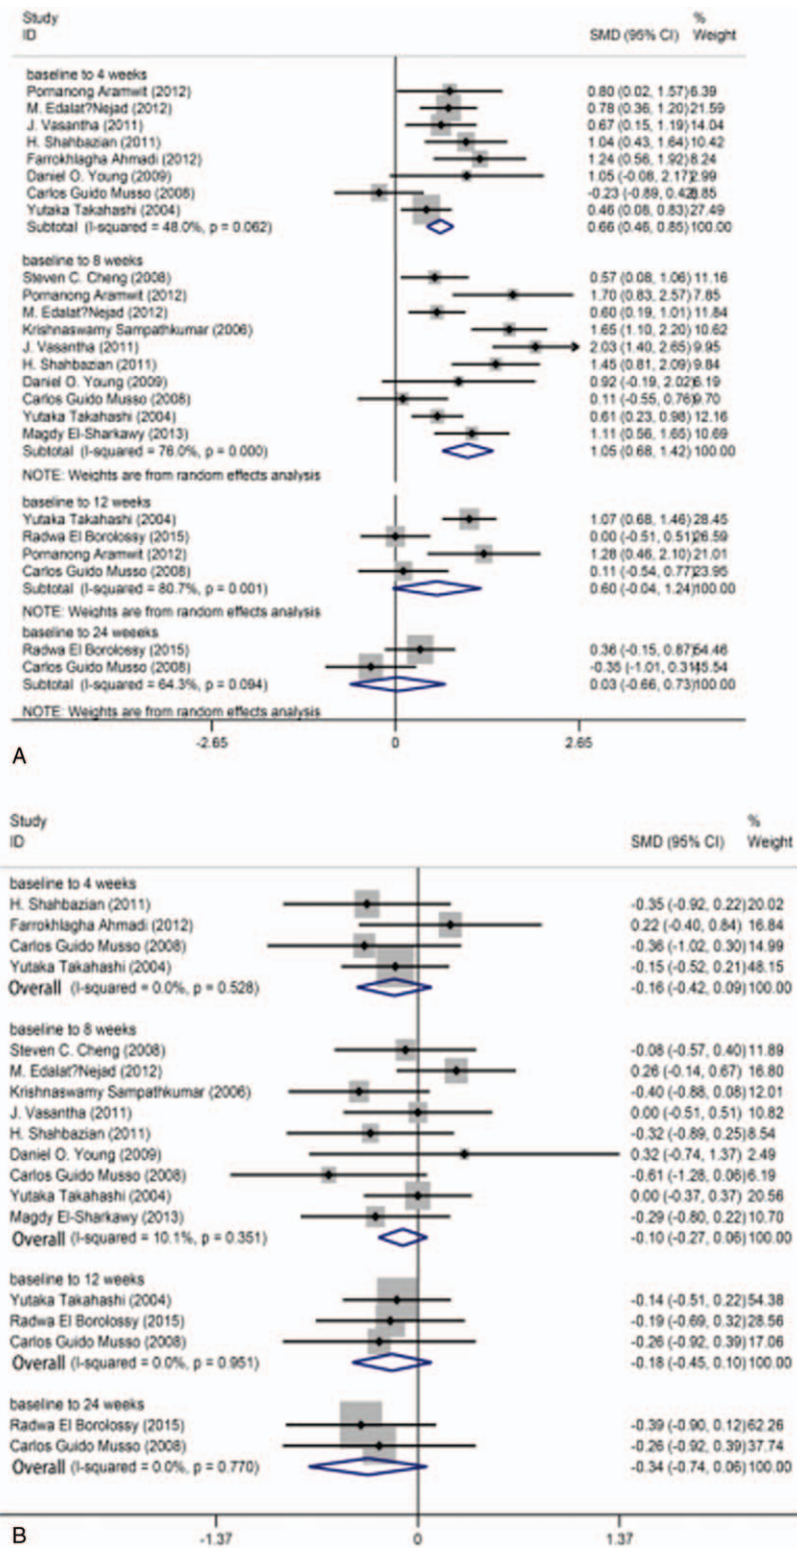 Study %
ID SMD (95% CI) Weight
baseline to 4 weeks
Pornanong Aramwit (2012) 0.80 (0.02, 1.57)6.39
M. Edalat?Nejad (2012) 0.78 (0.36, 1.20)21.59
J. Vasantha (2011) 0.67 (0.15, 1.19)14.04
H. Shahbazian (2011) 1.04 (0.43, 1.64)10.42
Farrokhlagha Ahmadi (2012) 1.24 (0.56, 1.92)8.24
Daniel O. Young (2009) 1.05 (-0.08, 2.17)2.99
Carlos Guido Musso (2008) -0.23 (-0.89, 0.42)8.85
Yutaka Takahashi (2004) 0.46 (0.08, 0.83)27.49
Subtotal (I-squared = 48.0%, p = 0.062) 0.66 (0.46, 0.85)100.00
baseline to 8 weeks
Steven C. Cheng (2008) 0.57 (0.08, 1.06)11.16
Pornanong Aramwit (2012) 1.70 (0.83, 2.57)7.85
M. Edalat?Nejad (2012) 0.60 (0.19, 1.01)11.84
Krishnaswamy Sampathkumar (2006) 1.65 (1.10, 2.20)10.62
J. Vasantha (2011) 2.03 (1.40, 2.65)9.95
H. Shahbazian (2011) 1.45 (0.81, 2.09)9.84
Daniel O. Young (2009) 0.92 (-0.19, 2.02)6.19
Carlos Guido Musso (2008) 0.11 (-0.55, 0.76)9.70
Yutaka Takahashi (2004) 0.61 (0.23, 0.98)12.16
Magdy El-Sharkawy (2013) 1.11 (0.56, 1.65)10.69
Subtotal (I-squared = 76.0%, p = 0.000) 1.05 (0.68, 1.42)100.00
NOTE: Weights are from random effects analysis
baseline to 12 weeks
Yutaka Takahashi (2004) 1.07 (0.68, 1.46)28.45
Radwa El Borolossy (2015) 0.00 (-0.51, 0.51)26.59
Pornanong Aramwit (2012) 1.28 (0.46, 2.10)21.01
Carlos Guido Musso (2008) 0.11 (-0.54, 0.77)23.95
Subtotal (I-squared = 80.7%, p = 0.001) 0.60 (-0.04, 1.24)100.00
NOTE: Weights are from random effects analysis
baseline to 24 weeeks
Radwa El Borolossy (2015) 0.36 (-0.15, 0.87)54.46
Carlos Guido Musso (2008) -0.35 (-1.01, 0.31)45.54
Subtotal (I-squared = 64.3%, p = 0.094) 0.03 (-0.66, 0.73)100.00
NOTE: Weights are from random effects analysis
-2.65 0 2.65
A
Study %
ID SMD (95% CI) Weight
baseline to 4 weeks
H. Shahbazian (2011) -0.35 (-0.92, 0.22)20.02
Farrokhlagha Ahmadi (2012) 0.22 (-0.40, 0.84)16.84
Carlos Guido Musso (2008) -0.36 (-1.02, 0.30)14.99
Yutaka Takahashi (2004) -0.15 (-0.52, 0.21)48.15
Overall (I-squared = 0.0%, p = 0.528) -0.16 (-0.42, 0.09)100.00
baseline to 8 weeks
Steven C. Cheng (2008) -0.08 (-0.57, 0.40)11.89
M. Edalat?Nejad (2012) 0.26 (-0.14, 0.67)16.80
Krishnaswamy Sampathkumar (2006) -0.40 (-0.88, 0.08)12.01
J. Vasantha (2011) 0.00 (-0.51, 0.51)10.82
H. Shahbazian (2011) -0.32 (-0.89, 0.25)8.54
Daniel O. Young (2009) 0.32 (-0.74, 1.37)2.49
Carlos Guido Musso (2008) -0.61 (-1.28, 0.06)6.19
Yutaka Takahashi (2004) 0.00 (-0.37, 0.37)20.56
Magdy El-Sharkawy (2013) -0.29 (-0.80, 0.22)10.70
Overall (I-squared = 10.1%, p = 0.351) -0.10 (-0.27, 0.06)100.00
baseline to 12 weeks
Yutaka Takahashi (2004) -0.14 (-0.51, 0.22)54.38
Radwa El Borolossy (2015) -0.19 (-0.69, 0.32)28.56
Carlos Guido Musso (2008) -0.26 (-0.92, 0.39)17.06
Overall (I-squared = 0.0%, p = 0.951) -0.18 (-0.45, 0.10)100.00
baseline to 24 weeks
Radwa El Borolossy (2015) -0.39 (-0.90, 0.12)62.26
Carlos Guido Musso (2008) -0.26 (-0.92, 0.39)37.74
Overall (I-squared = 0.0%, p = 0.770) -0.34 (-0.74, 0.06)100.00
-1.37 0 1.37
B